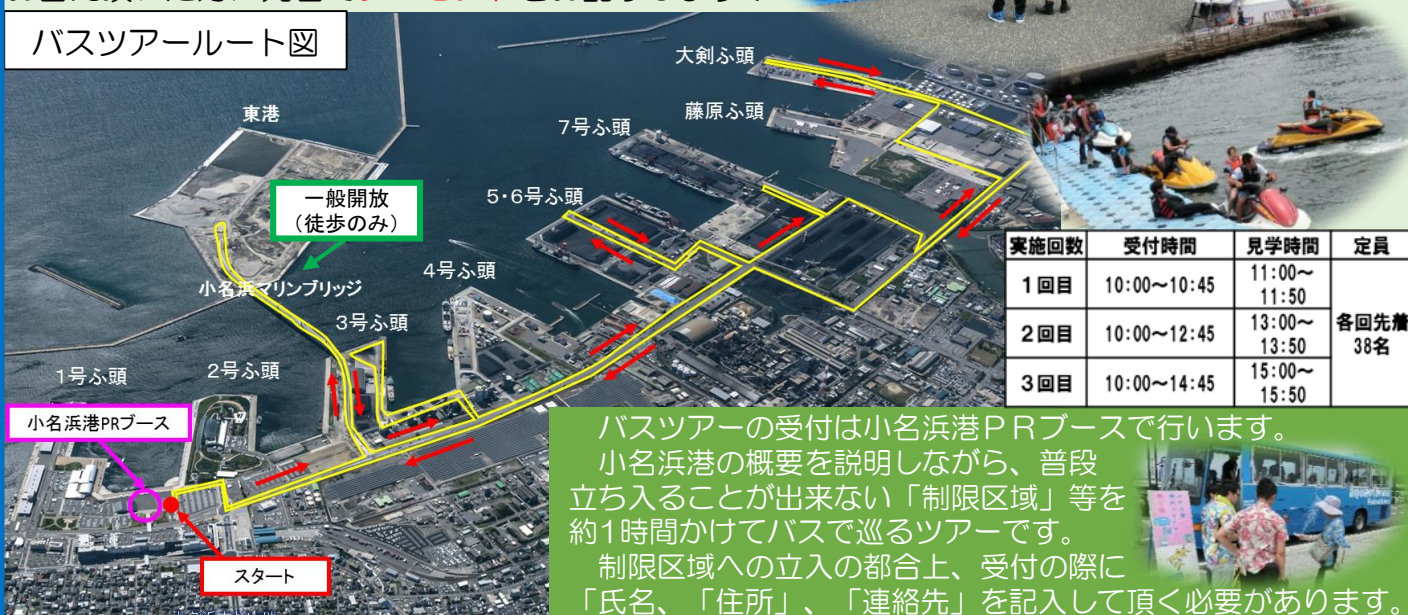 バスツアールート図
大剣ふ頭
藤原ふ頭
7号ふ頭
5・6号ふ頭
4号ふ頭
東港
一般開放
(徒歩のみ)
小名浜マリンブリッジ
3号ふ頭
2号ふ頭
1号ふ頭
小名浜港PRブース
スタート
実施回数 受付時間 見学時間 定員
1回目 10:00～10:45 11:00～
11:50
2回目 10:00～12:45 13:00～
13:50
3回目 10:00～14:45 15:00～
15:50
各回先着
38名
バスツアーの受付は小名浜港ＰＲブースで行います。
小名浜港の概要を説明しながら、普段
立ち入ることが出来ない「制限区域」等を
約1時間かけてバスで巡るツアーです。
制限区域への立入の都合上、受付の際に
「氏名、「住所」、「連絡先」を記入して頂く必要があります。